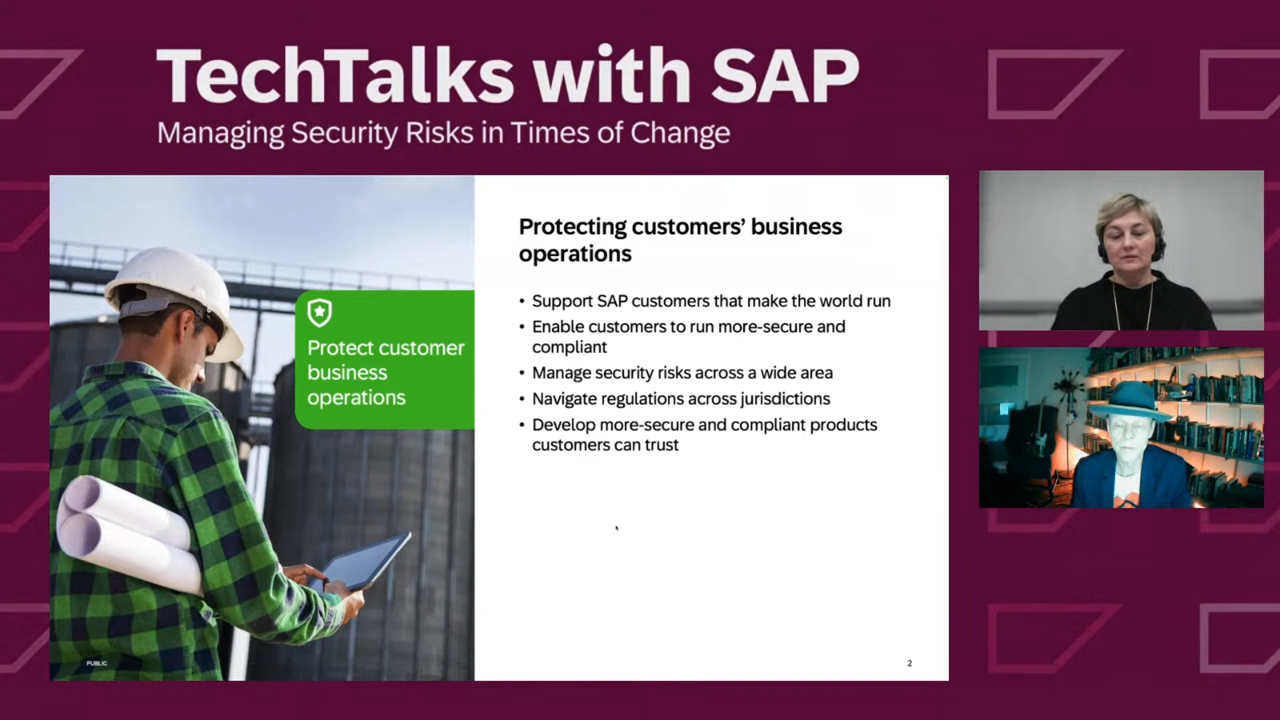 TechTalks with SAP
Managing Security Risks in Times of Change
Protect customer
business
operations
Protecting customers’ business
operations
• Support SAP customers that make the world run
• Enable customers to run more-secure and
compliant
• Manage security risks across a wide area
• Navigate regulations across jurisdictions
• Develop more-secure and compliant products
customers can trust
PUBLIC
2